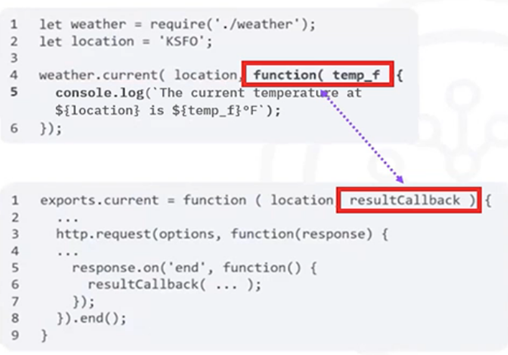 1 let weather = require('./weather');
2 let location = 'KSFO';
3
4 weather.current( location, function( temp_f {
5 console.log(`The current temperature at
${location} is ${temp_f}ºF`);
6 });
1 exports.current = function ( location resultCallback ) {
2 ...
3 http.request(options, function(response) {
4 ...
5 response.on('end', function() {
6 resultCallback( ... );
7 });
8 }).end();
9 }